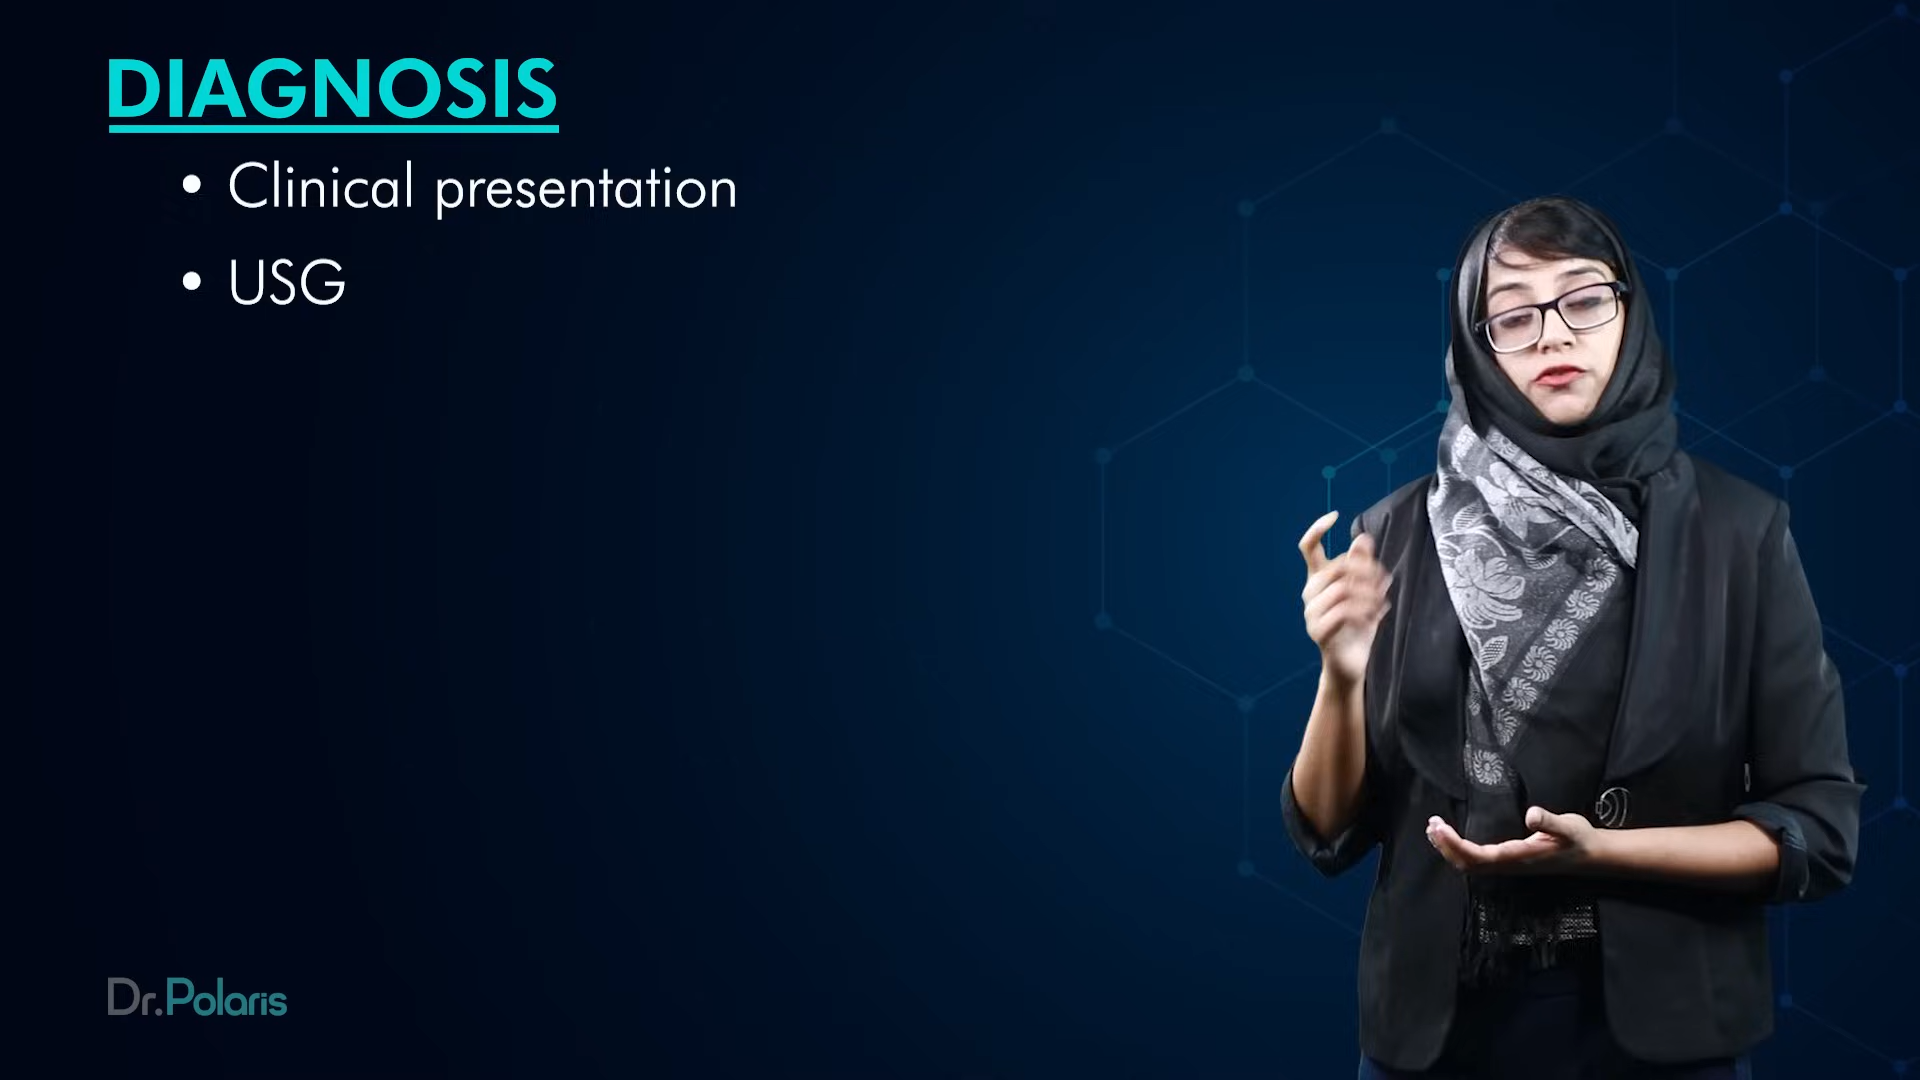 DIAGNOSIS
• Clinical presentation
• USG
Dr.Polaris